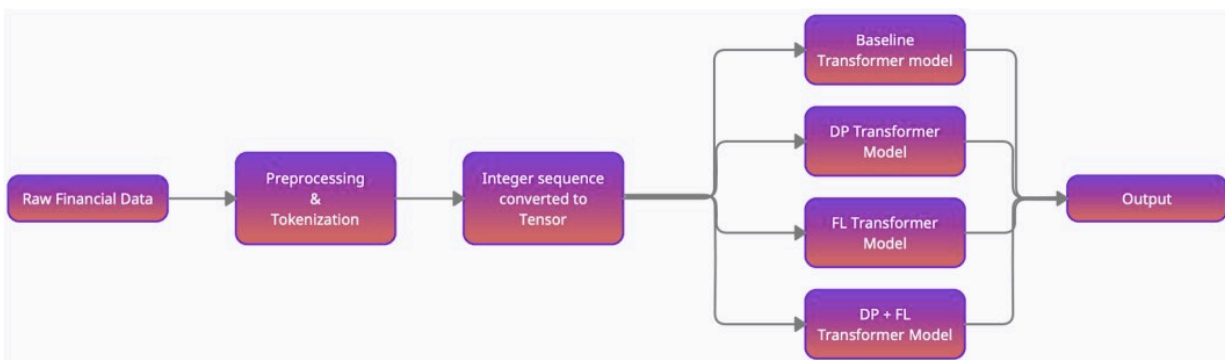 Raw Financial Data
Preprocessing
&
Tokenization
Integer sequence
converted to
Tensor
Baseline
Transformer model
DP Transformer
Model
FL Transformer
Model
DP + FL
Transformer Model
Output